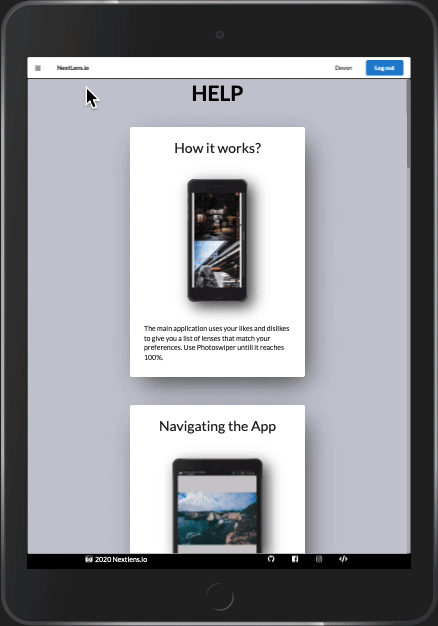 NextLens.io
Devon
Log out
HELP
How it works?
The main application uses your likes and dislikes
to give you a list of lenses that match your
preferences. Use Photoswiper untill it reaches
100%.
Navigating the App
2020 Nextlens.io